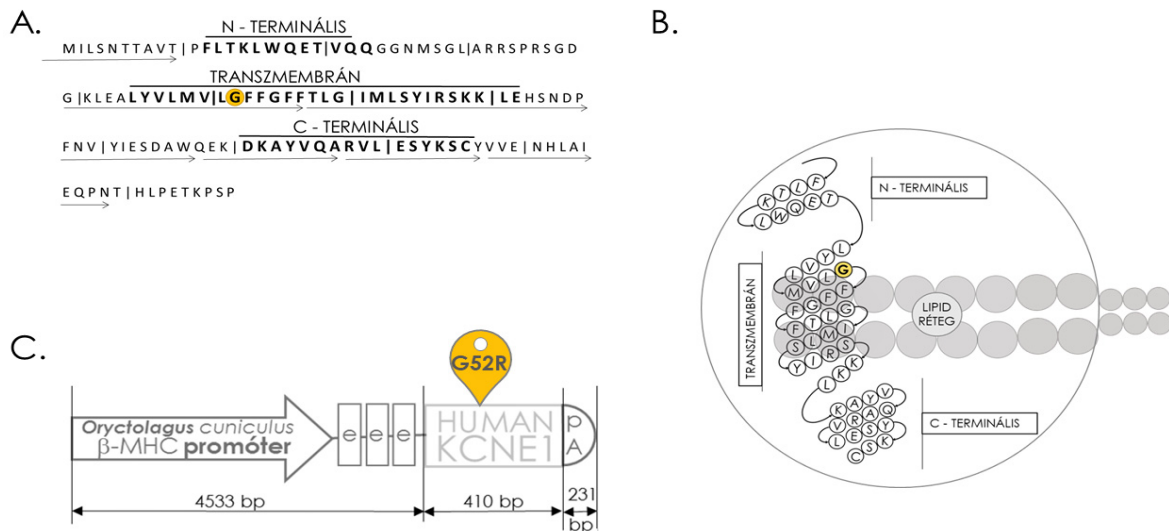 A.
N - TERMINÁLIS
MILSNTTAVT|PFLTKLWQET|VQQGGNMSGL|ARRSPRSGD
TRANSZMEMBRÁN
G|KLEALYVLMV|LGFFGFFTLG|IMLSYIRSKK|LEHSNDP
C - TERMINÁLIS
FNV|YIESDAWQEK|DKAYVQARVL|ESYKSCYVVE|NHLAI
EQPNT|HLPETKPSP
B.
N - TERMINÁLIS
K T L F
L W Q E T
TRANSZMEMBRÁN
L V Y L
M V L G
F G F F
F T L G
S L M I
Y I R S
L K K
LIPID
RÉTEG
K A Y V
V R A Q
L E S Y
C S K
C - TERMINÁLIS
C.
G52R
Oryctolagus cuniculus
β-MHC promóter
e e e
HUMAN
KCNE1
p
A
4533 bp
410 bp
231
bp